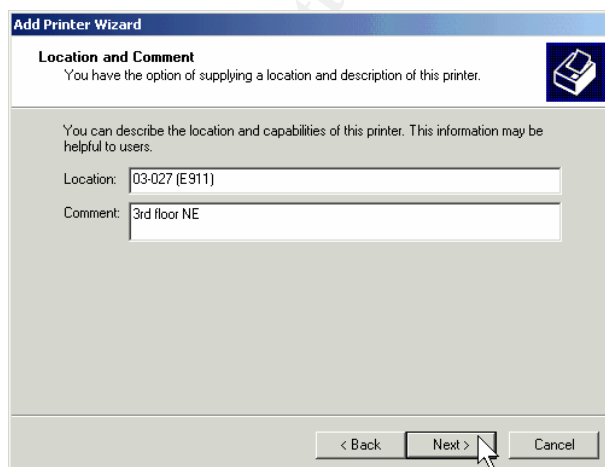 Add Printer Wizard
Location and Comment
You have the option of supplying a location and description of this printer.
You can describe the location and capabilities of this printer. This information may be
helpful to users.
Location: 03-027 (E911)
Comment: 3rd floor NE
< Back Next > Cancel